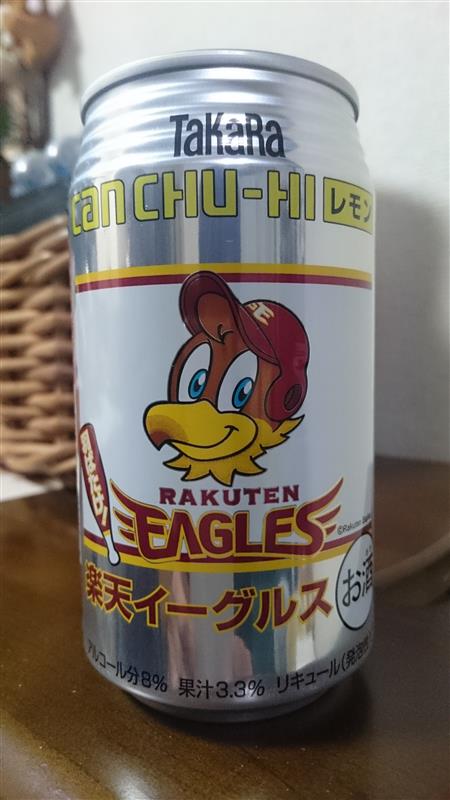 TaKaRa
can CHU-HI レモン
E
RAKUTEN
EAGLES
©Rakuten
楽天イーグルス
お酒
アルコール分8% 果汁3.3% リキュール(発泡性)